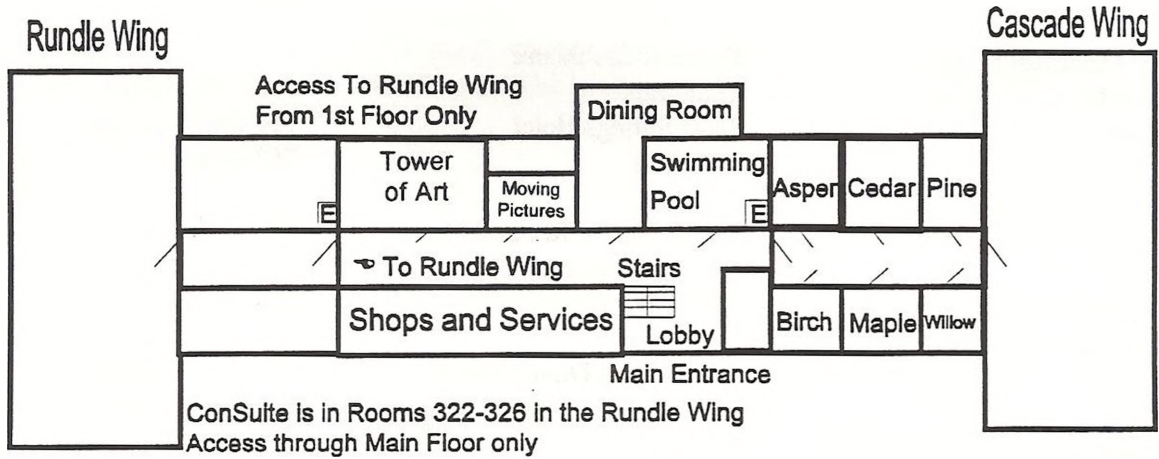 Rundle Wing
Cascade Wing
Access To Rundle Wing
From 1st Floor Only
Dining Room
Tower
of Art
Moving
Pictures
Swimming
Pool
Aspen
Cedar
Pine
E
E
☜ To Rundle Wing
Stairs
Shops and Services
Lobby
Birch
Maple
Willow
Main Entrance
ConSuite is in Rooms 322-326 in the Rundle Wing
Access through Main Floor only